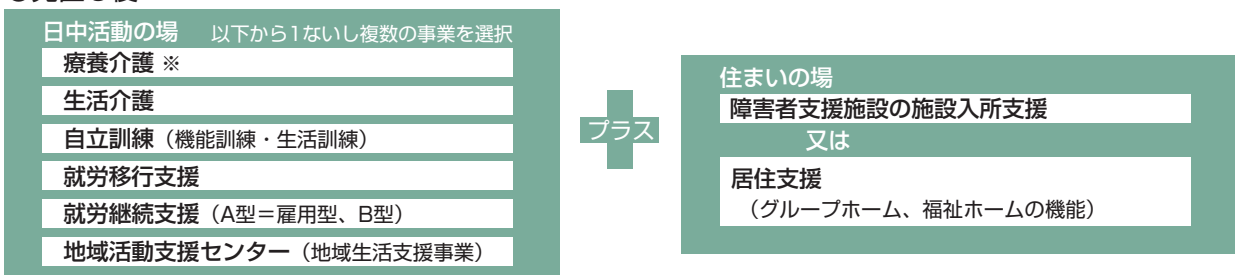 日中活動の場 以下から1ないし複数の事業を選択
療養介護 ※
生活介護
自立訓練（機能訓練・生活訓練）
就労移行支援
就労継続支援（A型＝雇用型、B型）
地域活動支援センター（地域生活支援事業）
プラス
住まいの場
障害者支援施設の施設入所支援
又は
居住支援
（グループホーム、福祉ホームの機能）